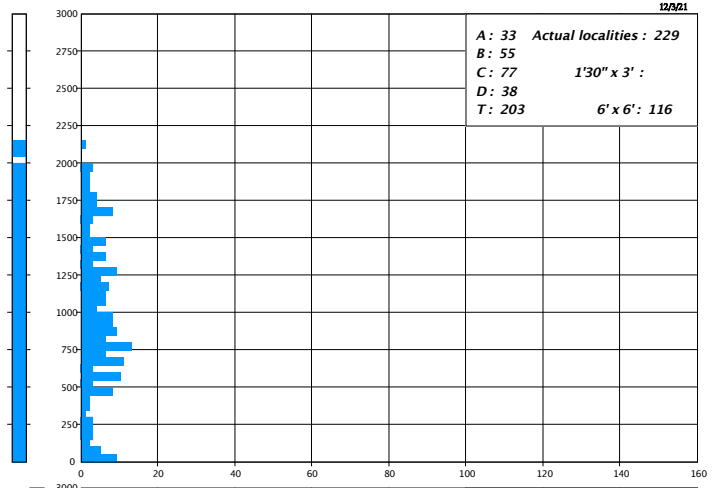 12/3/21
3000
A : 33 Actual localities : 229
B : 55
2750
C : 77 1'30" x 3' :
D : 38
2500
T : 203 6' x 6' : 116
2250
2000
1750
1500
1250
1000
750
500
250
0
0 20 40 60 80 100 120 140 160
3000